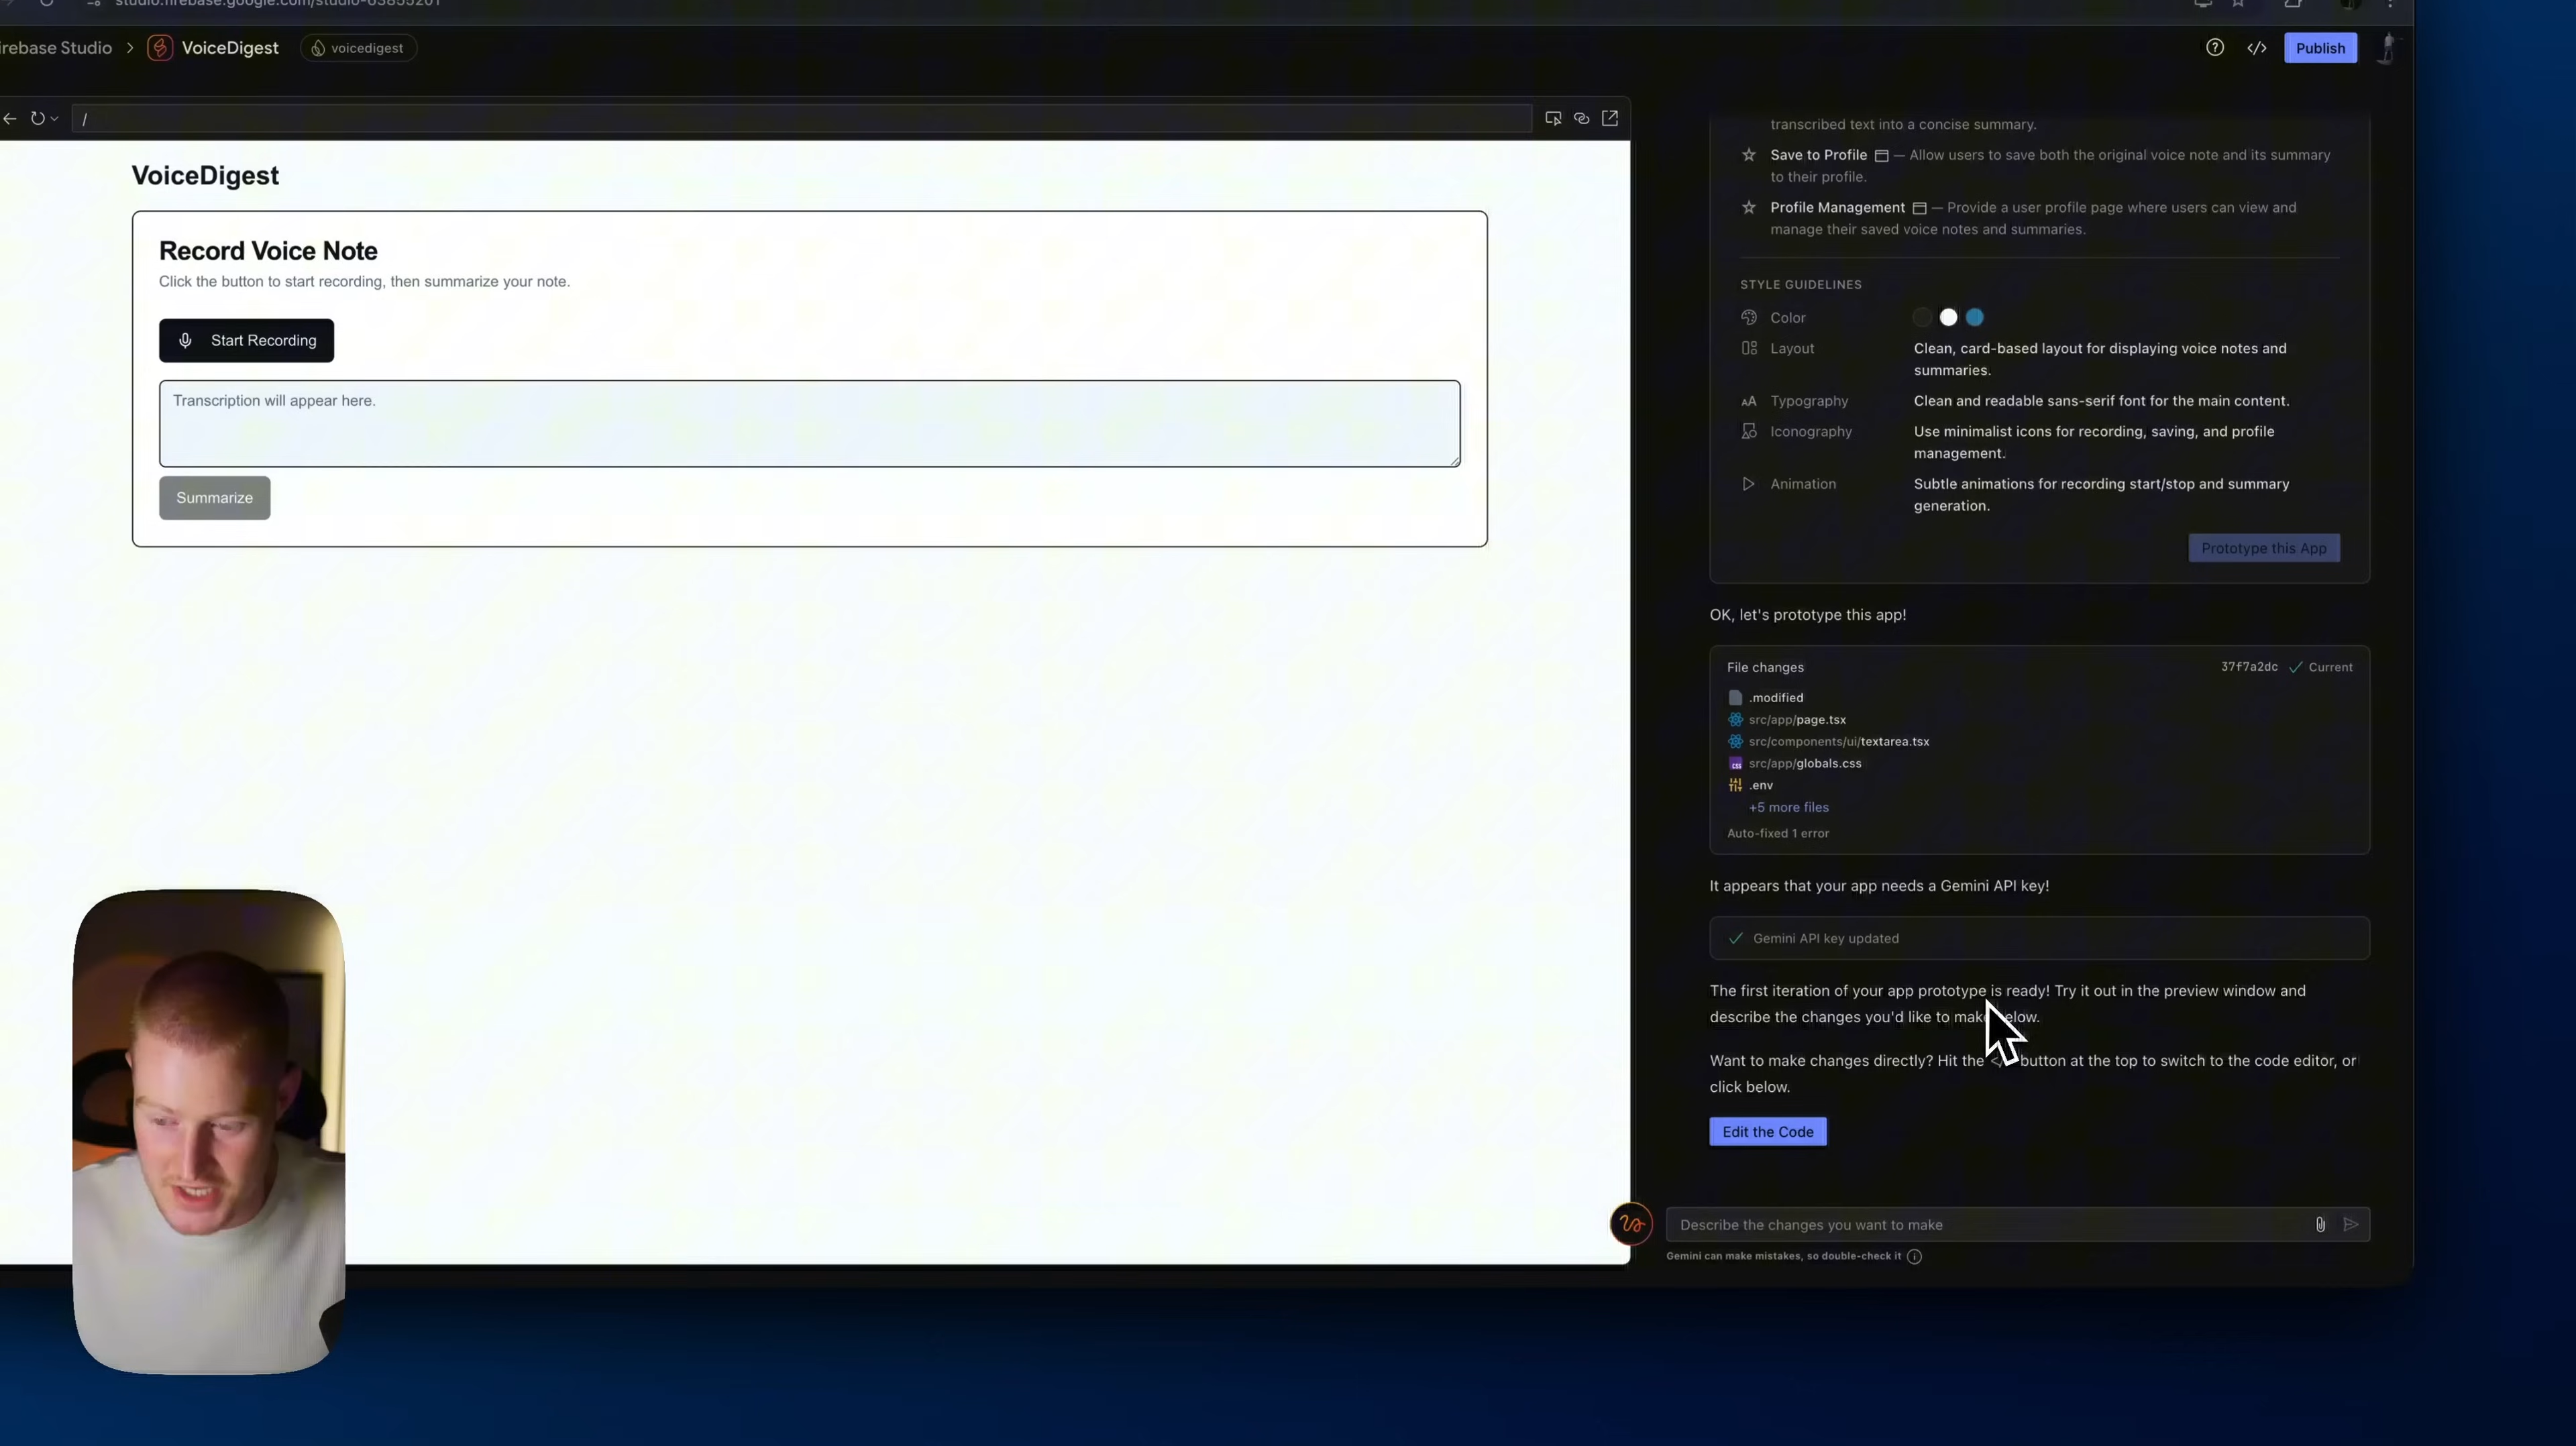 irebase Studio > VoiceDigest voicedigest
</> Publish
/
VoiceDigest
Record Voice Note
Click the button to start recording, then summarize your note.
Start Recording
Transcription will appear here.
Summarize
transcribed text into a concise summary.
Save to Profile — Allow users to save both the original voice note and its summary
to their profile.
Profile Management — Provide a user profile page where users can view and
manage their saved voice notes and summaries.
STYLE GUIDELINES
Color
Layout Clean, card-based layout for displaying voice notes and
summaries.
AA Typography Clean and readable sans-serif font for the main content.
Iconography Use minimalist icons for recording, saving, and profile
management.
Animation Subtle animations for recording start/stop and summary
generation.
Prototype this App
OK, let's prototype this app!
File changes 37f7a2dc Current
.modified
src/app/page.tsx
src/components/ui/textarea.tsx
css src/app/globals.css
.env
+5 more files
Auto-fixed 1 error
It appears that your app needs a Gemini API key!
Gemini API key updated
The first iteration of your app prototype is ready! Try it out in the preview window and
describe the changes you'd like to make below.
Want to make changes directly? Hit the button at the top to switch to the code editor, or
click below.
Edit the Code
Describe the changes you want to make
Gemini can make mistakes, so double-check it